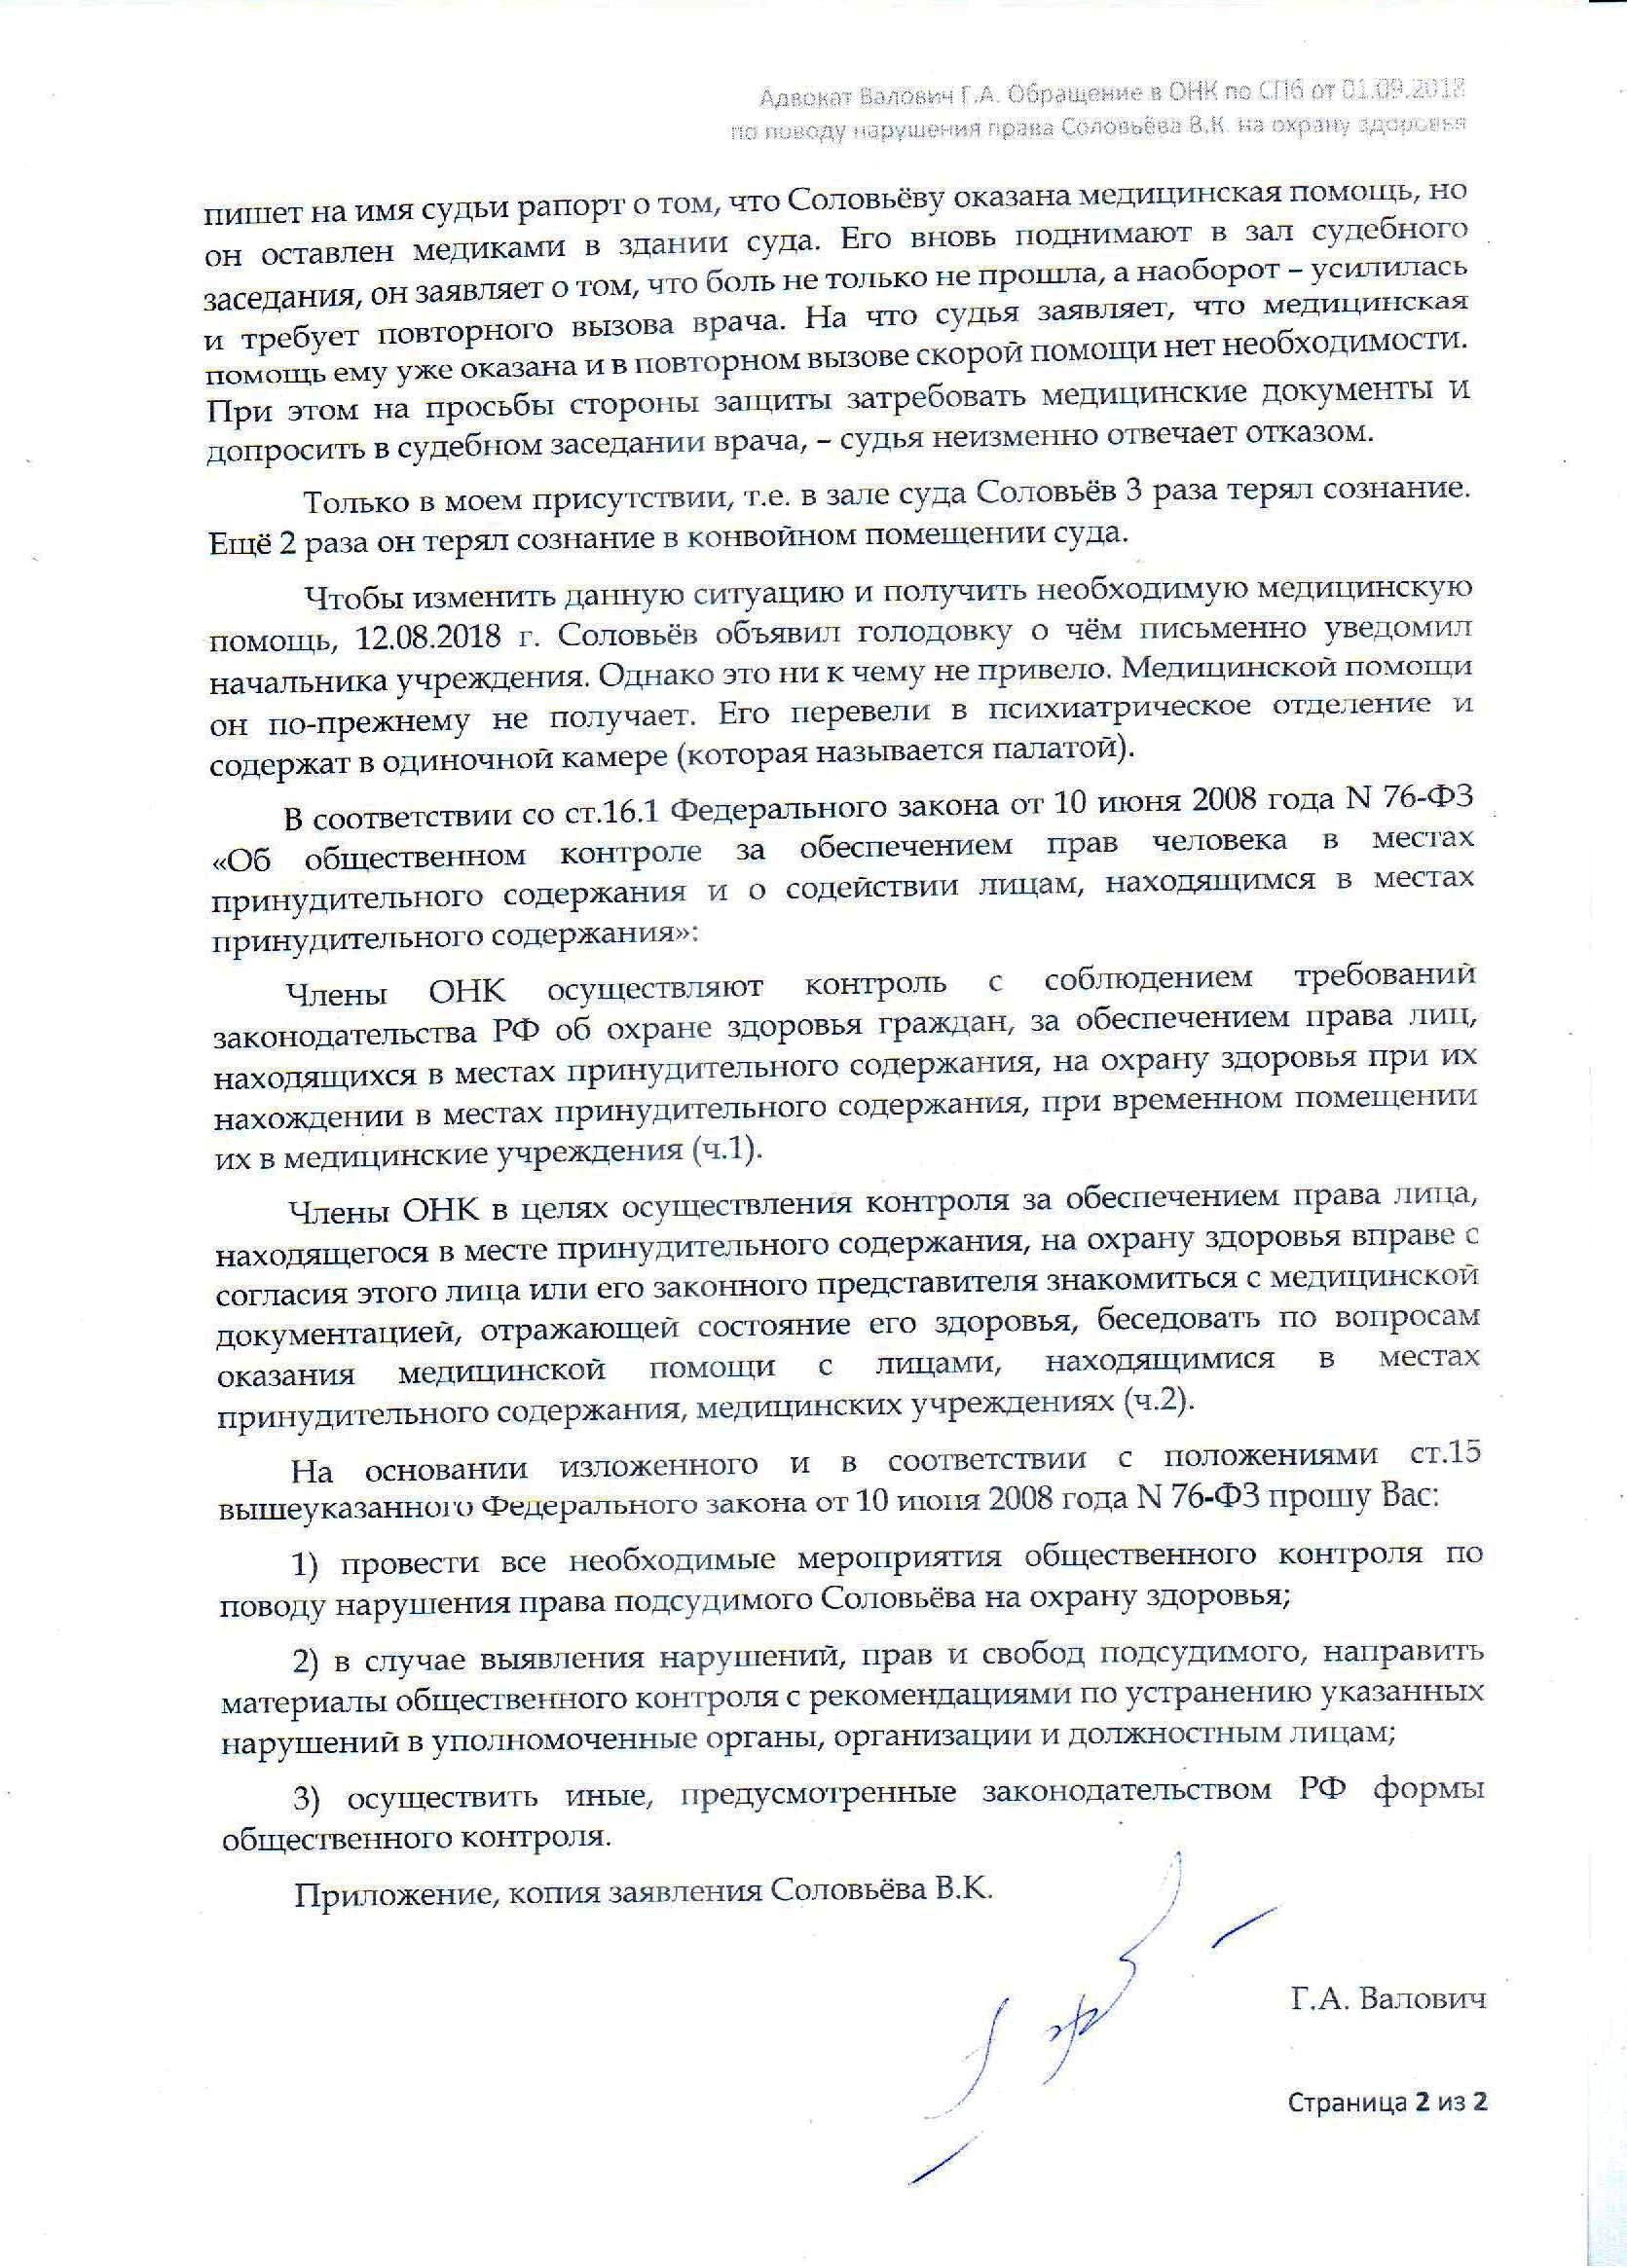 Адвокат Валович Г.А. Обращение в ОНК по СПб от 01.09.2018
по поводу нарушения права Соловьёва В.К. на охрану здоровья
пишет на имя судьи рапорт о том, что Соловьёву оказана медицинская помощь, но
он оставлен медиками в здании суда. Его вновь поднимают в зал судебного
заседания, он заявляет о том, что боль не только не прошла, а наоборот – усилилась
и требует повторного вызова врача. На что судья заявляет, что медицинская
помощь ему уже оказана и в повторном вызове скорой помощи нет необходимости.
При этом на просьбы стороны защиты затребовать медицинские документы и
допросить в судебном заседании врача, – судья неизменно отвечает отказом.
Только в моем присутствии, т.е. в зале суда Соловьёв 3 раза терял сознание.
Ещё 2 раза он терял сознание в конвойном помещении суда.
Чтобы изменить данную ситуацию и получить необходимую медицинскую
помощь, 12.08.2018 г. Соловьёв объявил голодовку о чём письменно уведомил
начальника учреждения. Однако это ни к чему не привело. Медицинской помощи
он по-прежнему не получает. Его перевели в психиатрическое отделение и
содержат в одиночной камере (которая называется палатой).
В соответствии со ст.16.1 Федерального закона от 10 июня 2008 года N 76-ФЗ
«Об общественном контроле за обеспечением прав человека в местах
принудительного содержания и о содействии лицам, находящимся в местах
принудительного содержания»:
Члены ОНК осуществляют контроль с соблюдением требований
законодательства РФ об охране здоровья граждан, за обеспечением права лиц,
находящихся в местах принудительного содержания, на охрану здоровья при их
нахождении в местах принудительного содержания, при временном помещении
их в медицинские учреждения (ч.1).
Члены ОНК в целях осуществления контроля за обеспечением права лица,
находящегося в месте принудительного содержания, на охрану здоровья вправе с
согласия этого лица или его законного представителя знакомиться с медицинской
документацией, отражающей состояние его здоровья, беседовать по вопросам
оказания медицинской помощи с лицами, находящимися в местах
принудительного содержания, медицинских учреждениях (ч.2).
На основании изложенного и в соответствии с положениями ст.15
вышеуказанного Федерального закона от 10 июня 2008 года N 76-ФЗ прошу Вас:
1) провести все необходимые мероприятия общественного контроля по
поводу нарушения права подсудимого Соловьёва на охрану здоровья;
2) в случае выявления нарушений, прав и свобод подсудимого, направить
материалы общественного контроля с рекомендациями по устранению указанных
нарушений в уполномоченные органы, организации и должностным лицам;
3) осуществить иные, предусмотренные законодательством РФ формы
общественного контроля.
Приложение, копия заявления Соловьёва В.К.
Г.А. Валович
Страница 2 из 2